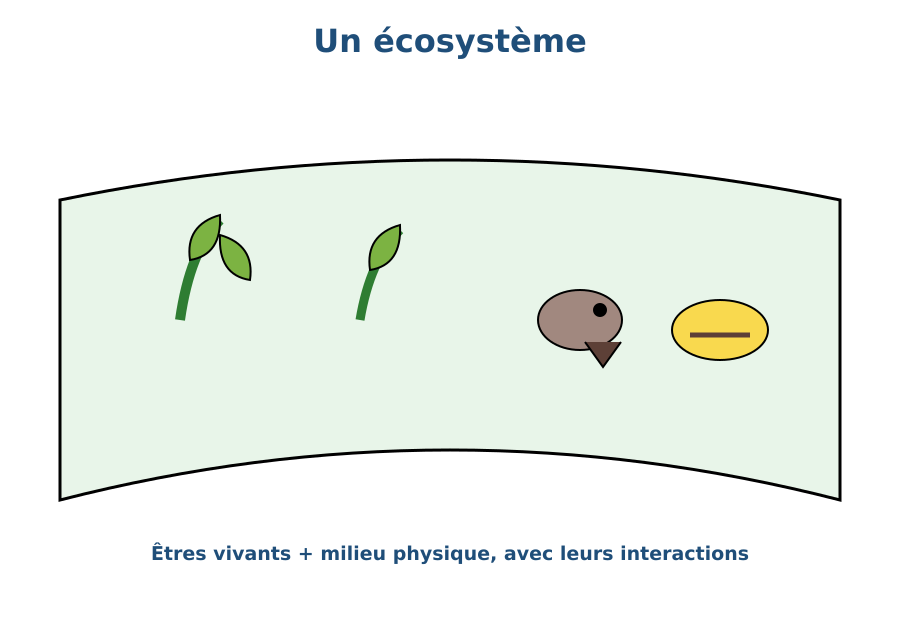 Un écosystème
Êtres vivants + milieu physique, avec leurs interactions